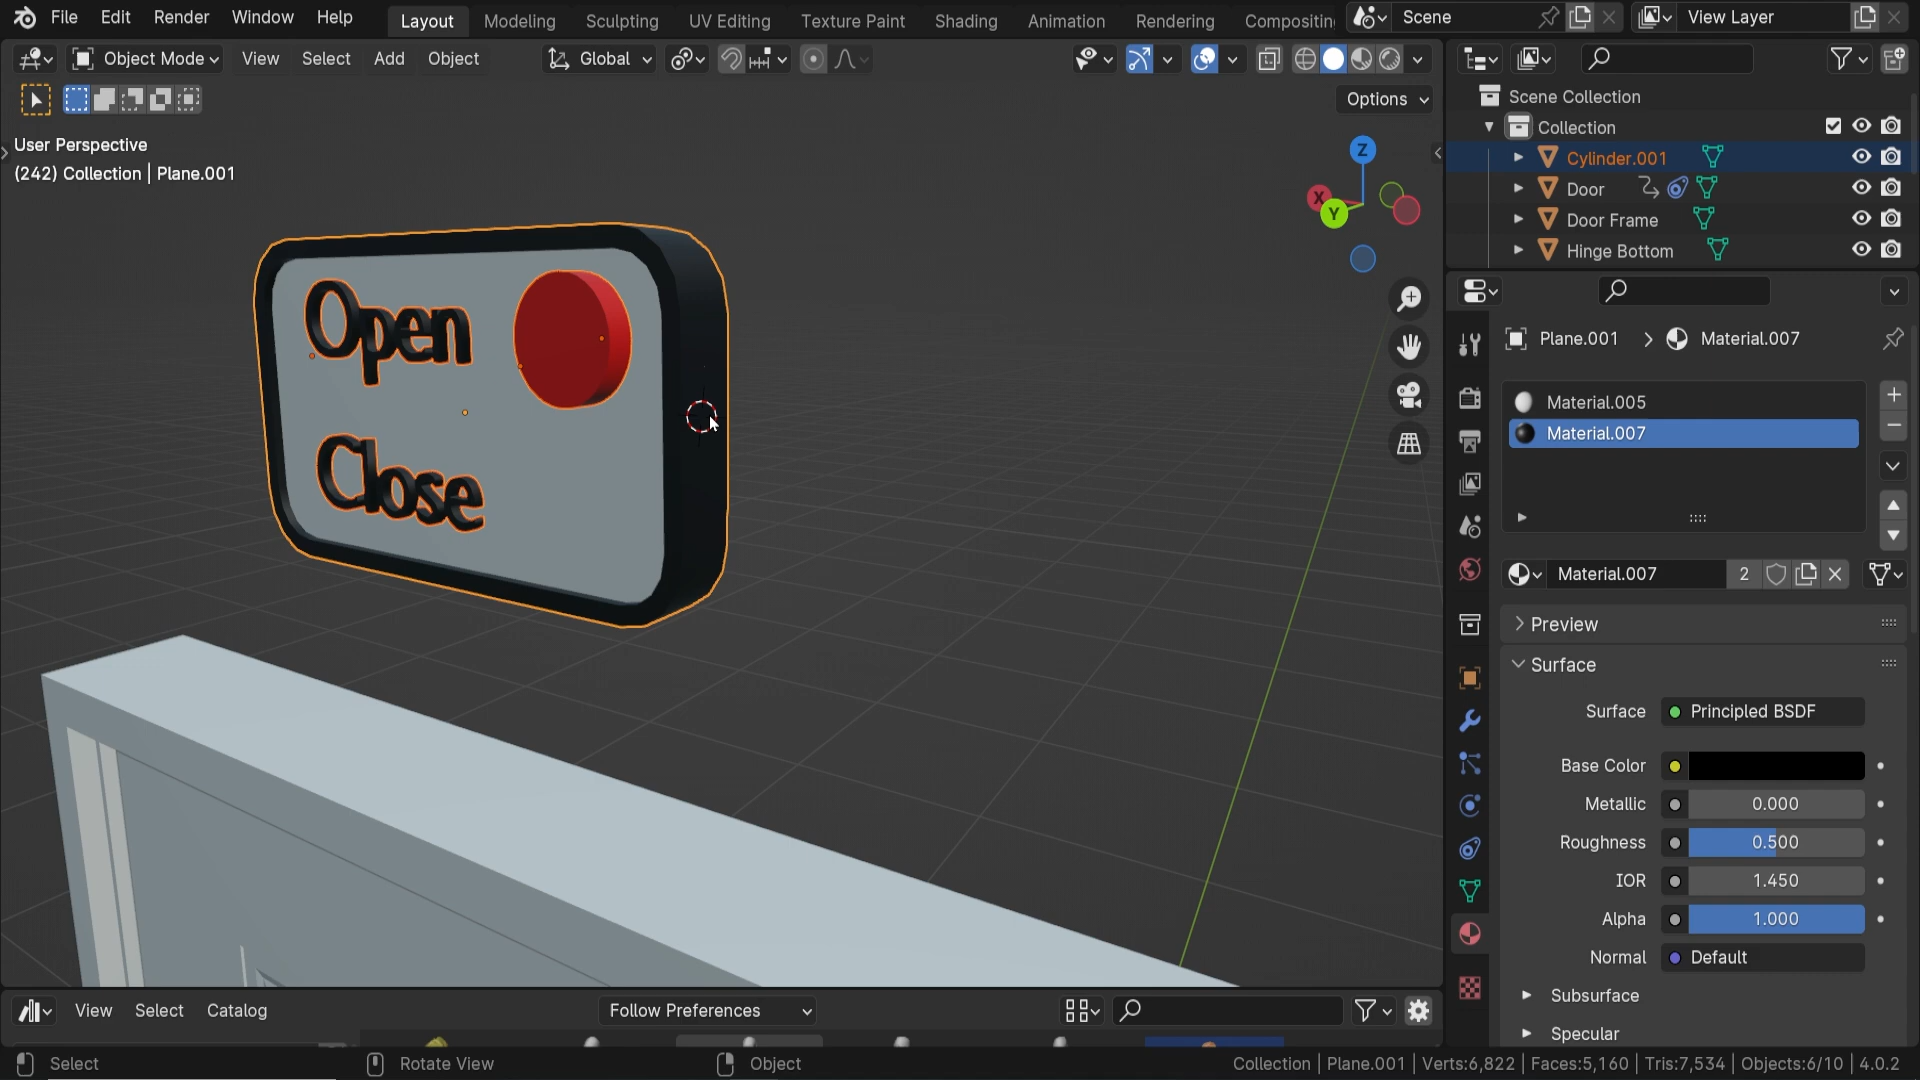 File Edit Render Window Help Layout Modeling Sculpting UV Editing Texture Paint Shading Animation Rendering Compositin Scene View Layer
Object Mode View Select Add Object Global
Options
User Perspective
(242) Collection | Plane.001
Z
X
Y
Open
Close
Scene Collection
Collection
Cylinder.001
Door
Door Frame
Hinge Bottom
Plane.001 Material.007
Material.005
Material.007
Material.007 2
Preview
Surface
Surface Principled BSDF
Base Color
Metallic 0.000
Roughness 0.500
IOR 1.450
Alpha 1.000
Normal Default
Subsurface
Specular
View Select Catalog Follow Preferences
Select Rotate View Object Collection | Plane.001 | Verts:6,822 | Faces:5,160 | Tris:7,534 | Objects:6/10 | 4.0.2